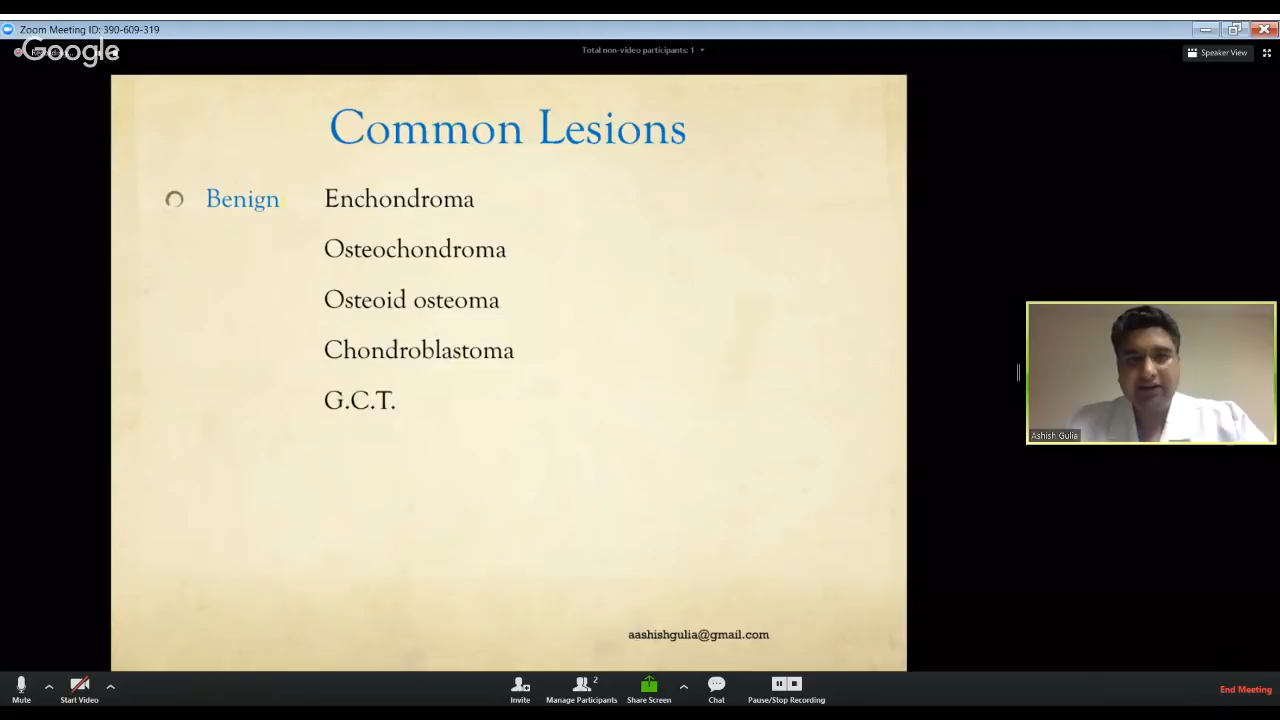 Zoom Meeting ID: 390-609-319
Google
Total non-video participants: 1
Speaker View
Common Lesions
Benign Enchondroma
Osteochondroma
Osteoid osteoma
Chondroblastoma
G.C.T.
aashishgulia@gmail.com
Ashish Gulia
Mute
Start Video
Invite
2
Manage Participants
Share Screen
Chat
Pause/Stop Recording
End Meeting